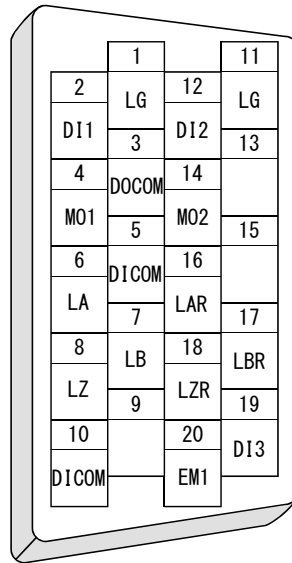 1
11
2
LG
12
LG
DI1
3
DI2
13
4
DOCOM
14
MO1
5
MO2
15
6
DICOM
16
LA
7
LAR
17
8
LB
18
LBR
LZ
9
LZR
19
10
20
DI3
DICOM
EM1